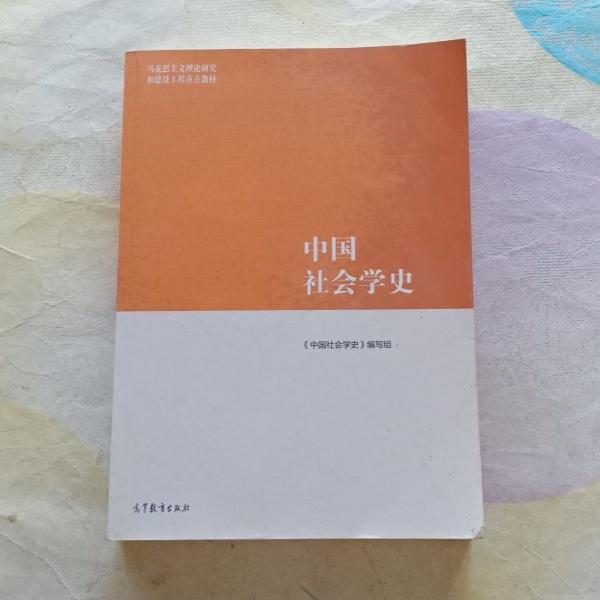 马克思主义理论研究
和建设工程重点教材
中国
社会学史
《中国社会学史》编写组
高等教育出版社